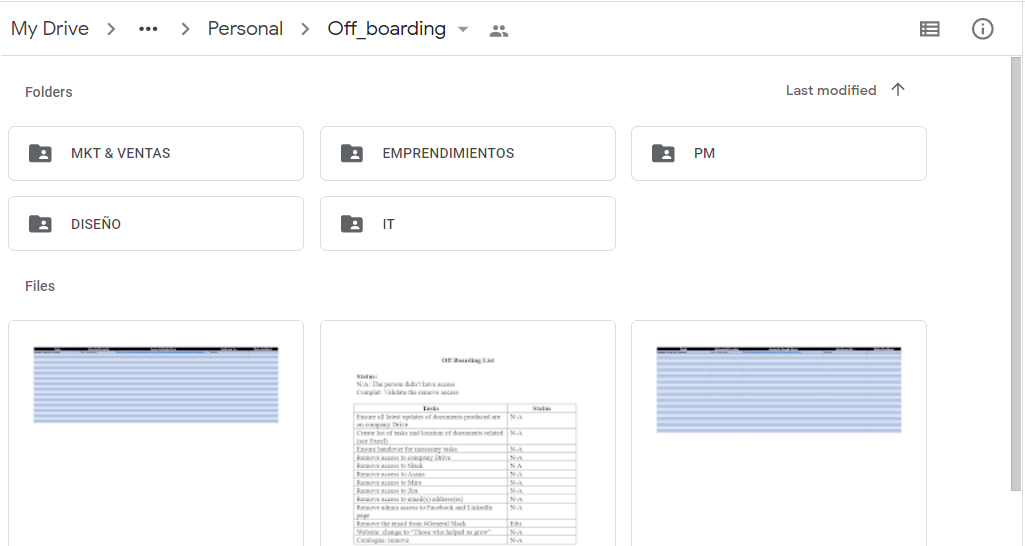 My Drive > ••• > Personal > Off_boarding
Folders
Last modified
MKT & VENTAS
EMPRENDIMIENTOS
PM
DISEÑO
IT
Files
Off Boarding List
Status:
N/A: The person didn't have access
Complet: Validate the remove access
Tasks Status
Ensure all latest updates of documents produced are N-A
on company Drive
Create list of tasks and location of documents related N-A
(see Excel)
Ensure handover for necessary tasks N-A
Remove access to company Drive N-A
Remove access to Slack N-A
Remove access to Asana N-A
Remove access to Miro N-A
Remove access to Jira N-A
Remove access to email(s) address(es) N-A
Remove admin access to Facebook and LinkedIn N-A
page
Remove the email from #General Slack Edu
Website: change to "Those who helped us grow" N-A
Catalogue: remove N-A